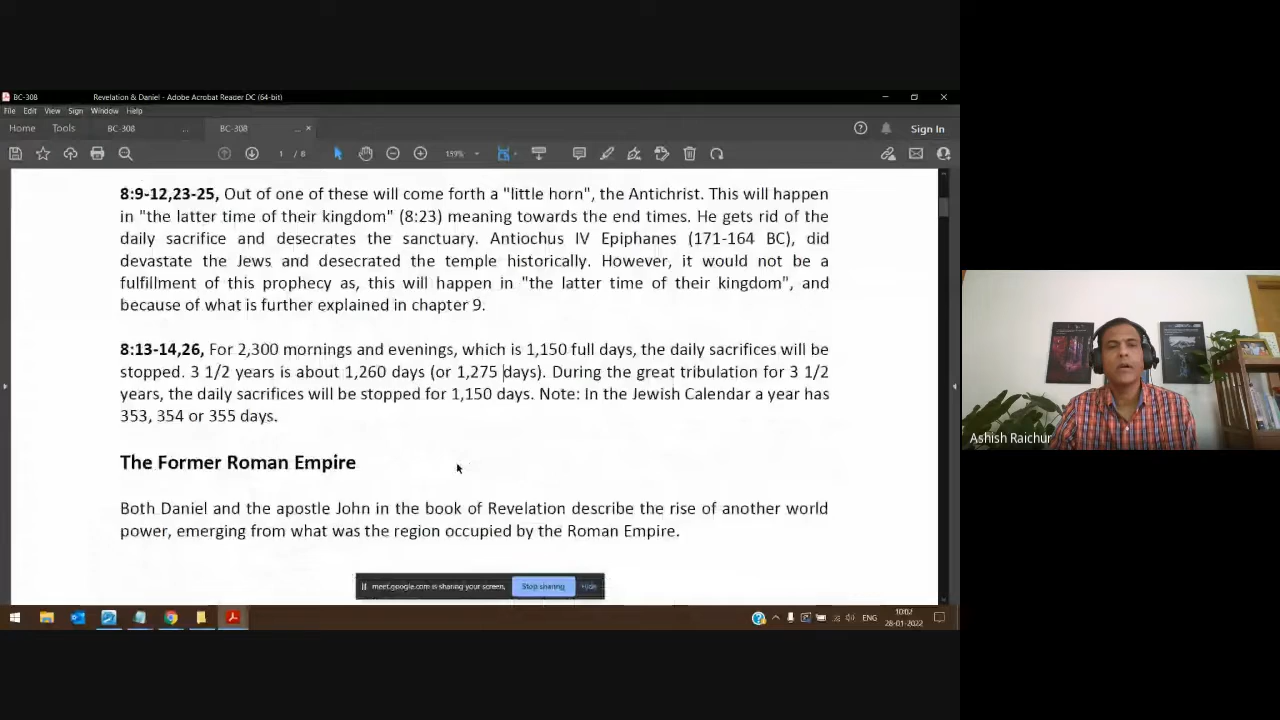 BC-308 Revelation & Daniel - Adobe Acrobat Reader DC (64-bit)
File Edit View Sign Window Help
Home Tools BC-308 ... BC-308 ... × Sign In
1 / 8 159%
8:9-12,23-25, Out of one of these will come forth a "little horn", the Antichrist. This will happen
in "the latter time of their kingdom" (8:23) meaning towards the end times. He gets rid of the
daily sacrifice and desecrates the sanctuary. Antiochus IV Epiphanes (171-164 BC), did
devastate the Jews and desecrated the temple historically. However, it would not be a
fulfillment of this prophecy as, this will happen in "the latter time of their kingdom", and
because of what is further explained in chapter 9.
8:13-14,26, For 2,300 mornings and evenings, which is 1,150 full days, the daily sacrifices will be
stopped. 3 1/2 years is about 1,260 days (or 1,275 days). During the great tribulation for 3 1/2
years, the daily sacrifices will be stopped for 1,150 days. Note: In the Jewish Calendar a year has
353, 354 or 355 days.
The Former Roman Empire
Both Daniel and the apostle John in the book of Revelation describe the rise of another world
power, emerging from what was the region occupied by the Roman Empire.
meet.google.com is sharing your screen. Stop sharing Hide
ENG 10:02
28-01-2022
Ashish Raichur